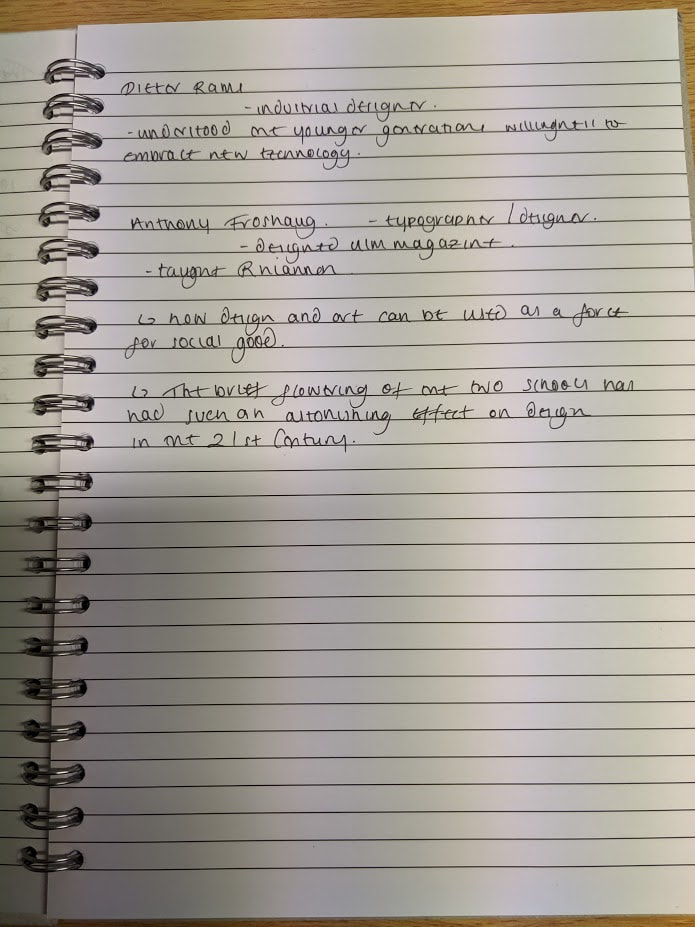 Dieter Rams
- industrial designer.
- understood the younger generations willingness to
embrace new technology.
Anthony Froshaug. - typographer / designer.
- designed ulm magazine.
- taught Rhiannon
↳ how design and art can be used as a force
for social good.
↳ The brief flowering of the two schools has
had such an astonishing effect on design
in the 21st Century.